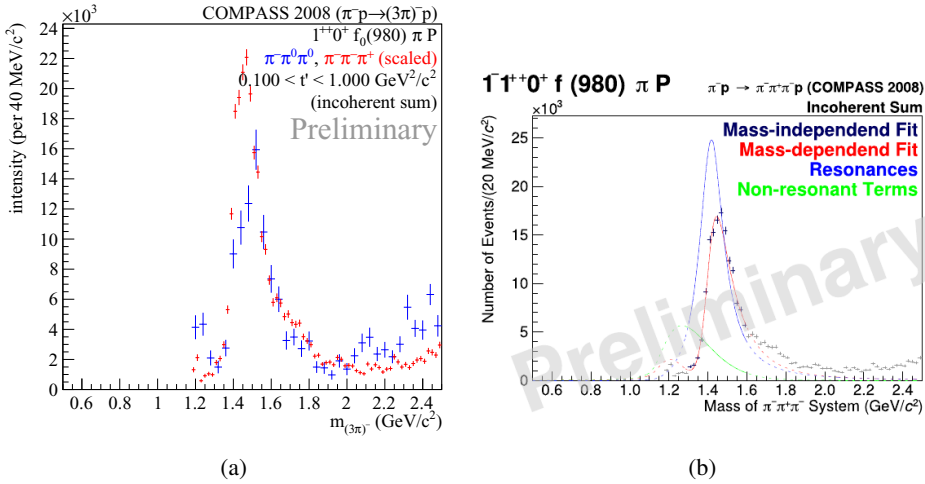 ×10³
COMPASS 2008 (π⁻p→(3π)⁻p)
1⁺⁺0⁺ f₀(980) π P
π⁻π⁰π⁰, π⁻π⁻π⁺ (scaled)
0.100 < t' < 1.000 GeV²/c²
(incoherent sum)
Preliminary
intensity (per 40 MeV/c²)
24
22
20
18
16
14
12
10
8
6
4
2
0
0.6 0.8 1 1.2 1.4 1.6 1.8 2 2.2 2.4
m(3π)⁻ (GeV/c²)
(a)
1⁻1⁺⁺0⁺ f (980) π P
π⁻p → π⁻π⁺π⁻p (COMPASS 2008)
Incoherent Sum
×10³
Mass-independend Fit
Mass-dependend Fit
Resonances
Non-resonant Terms
Preliminary
Number of Events/(20 MeV/c²)
25
20
15
10
5
0
0.6 0.8 1.0 1.2 1.4 1.6 1.8 2.0 2.2 2.4
Mass of π⁻π⁺π⁻ System (GeV/c²)
(b)